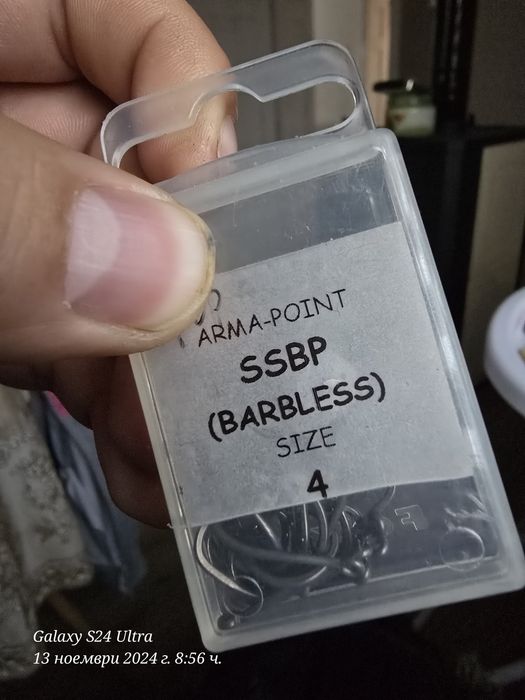 ARMA-POINT
SSBP
(BARBLESS)
SIZE
4
F
Galaxy S24 Ultra
13 ноември 2024 г. 8:56 ч.